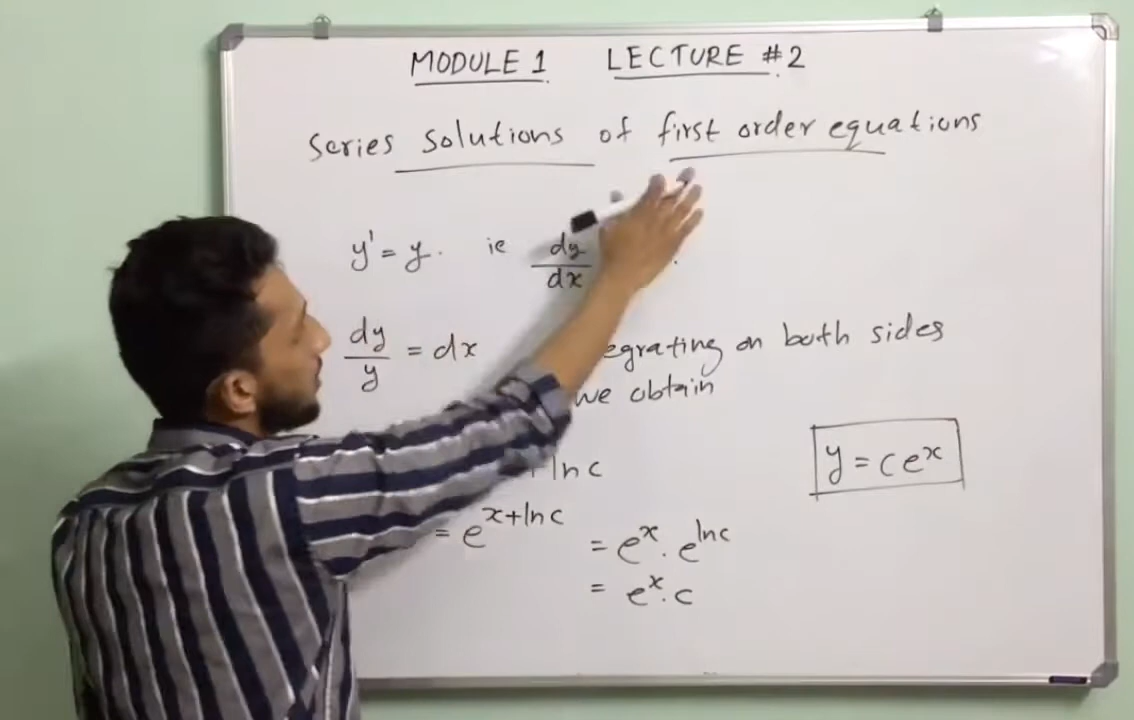 MODULE 1 LECTURE #2
Series solutions of first order equations
y' = y. ie dy/dx
dy/y = dx egrating on both sides
we obtain
+ ln c
= e^{x+ln c} = e^x . e^{ln c}
= e^x . c
y = c e^x